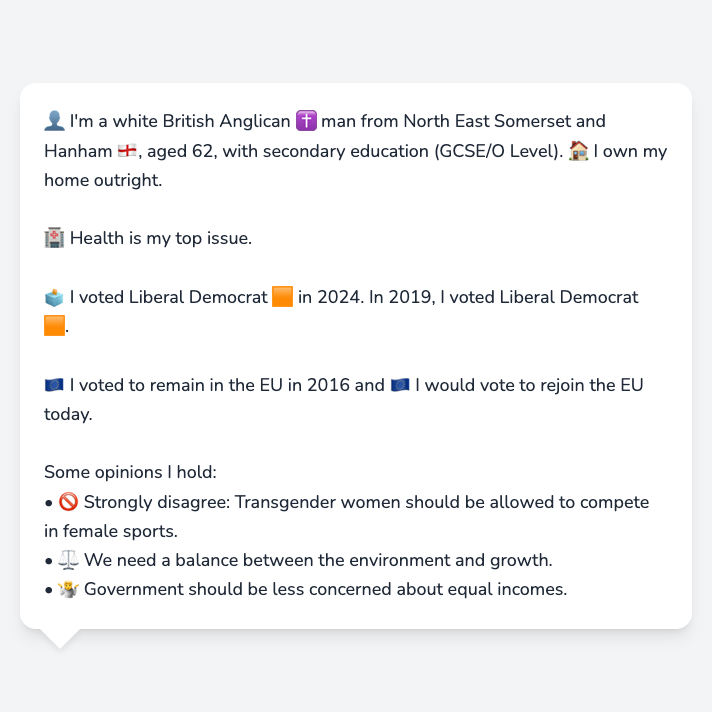 👤 I'm a white British Anglican ✝️ man from North East Somerset and
Hanham 🏴󠁧󠁢󠁥󠁮󠁧󠁿, aged 62, with secondary education (GCSE/O Level). 🏠 I own my
home outright.
🏥 Health is my top issue.
🗳️ I voted Liberal Democrat 🟧 in 2024. In 2019, I voted Liberal Democrat
🟧.
🇪🇺 I voted to remain in the EU in 2016 and 🇪🇺 I would vote to rejoin the EU
today.
Some opinions I hold:
• 🚫 Strongly disagree: Transgender women should be allowed to compete
in female sports.
• ⚖️ We need a balance between the environment and growth.
• 🤷 Government should be less concerned about equal incomes.